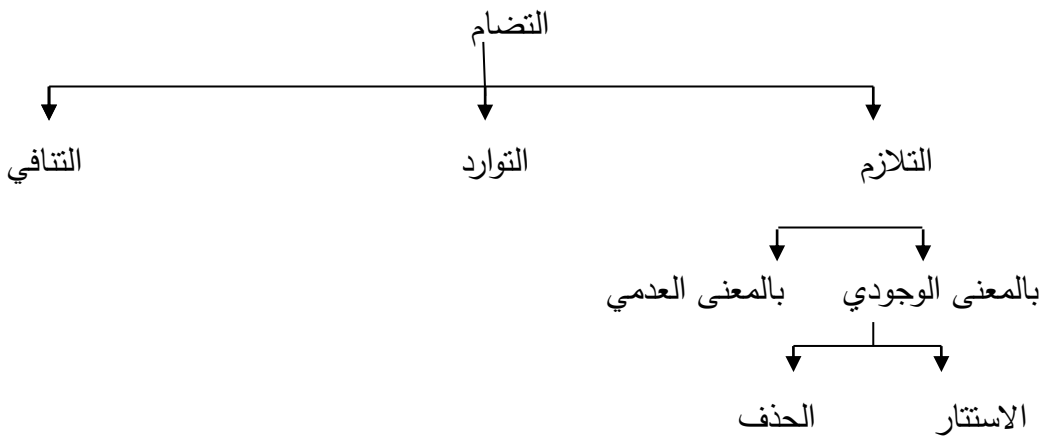 التضام
التلازم التوارد التنافي
بالمعنى الوجودي بالمعنى العدمي
الاستتار الحذف